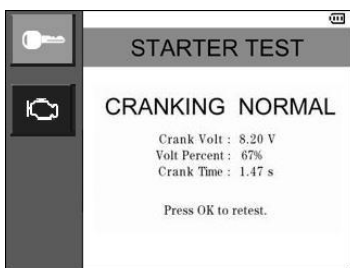 STARTER TEST
CRANKING NORMAL
Crank Volt : 8.20 V
Volt Percent : 67%
Crank Time : 1.47 s
Press OK to retest.